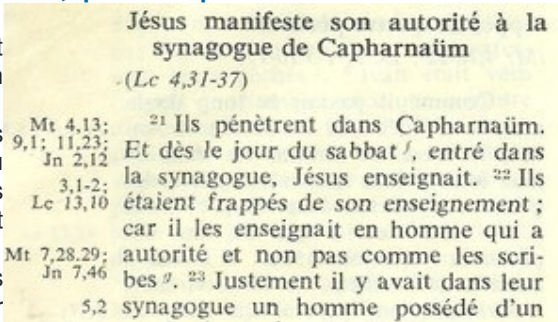 Jésus manifeste son autorité à la
synagogue de Capharnaüm
(Lc 4,31-37)
Mt 4,13;
9,1; 11,23;
Jn 2,12
3,1-2;
Lc 13,10
Mt 7,28.29;
Jn 7,46
5,2
²¹ Ils pénètrent dans Capharnaüm.
Et dès le jour du sabbat ᶠ, entré dans
la synagogue, Jésus enseignait. ²² Ils
étaient frappés de son enseignement ;
car il les enseignait en homme qui a
autorité et non pas comme les scri-
bes ᵍ. ²³ Justement il y avait dans leur
synagogue un homme possédé d'un